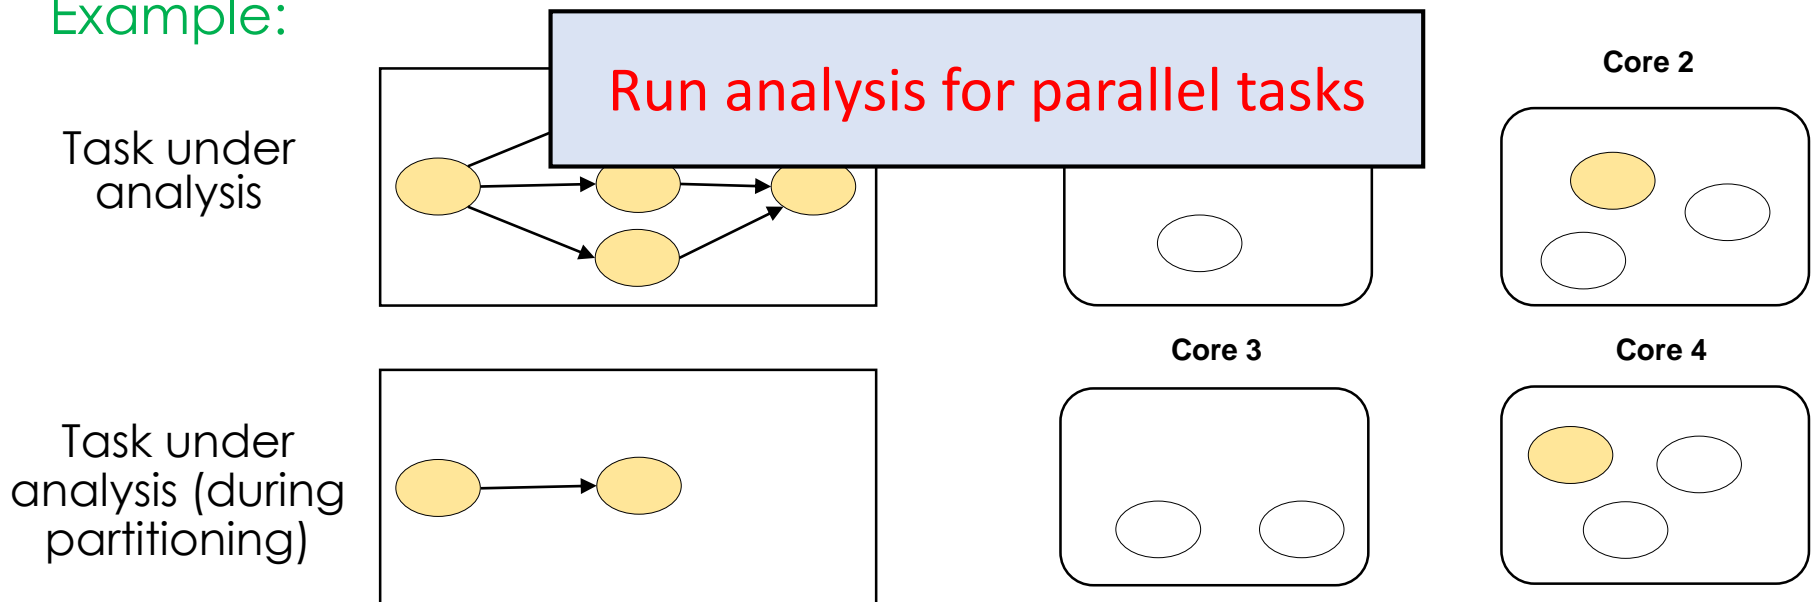 Example:
Run analysis for parallel tasks
Core 2
Task under
analysis
Core 3
Core 4
Task under
analysis (during
partitioning)